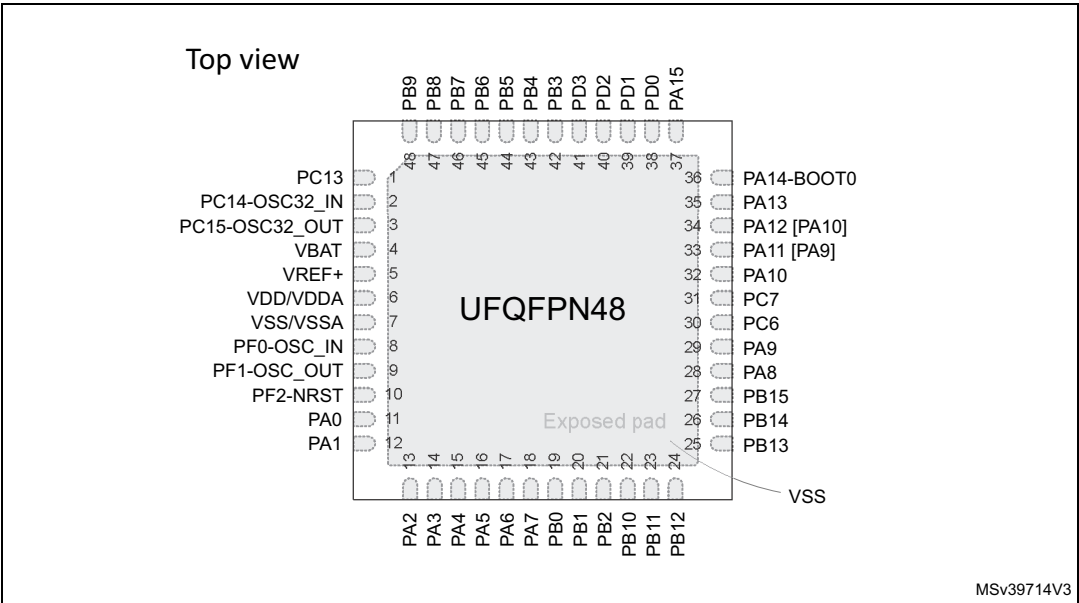 Top view
PB9
PB8
PB7
PB6
PB5
PB4
PB3
PD3
PD2
PD1
PD0
PA15
48
47
46
45
44
43
42
41
40
39
38
37
PC13 1
PC14-OSC32_IN 2
PC15-OSC32_OUT 3
VBAT 4
VREF+ 5
VDD/VDDA 6
VSS/VSSA 7
PF0-OSC_IN 8
PF1-OSC_OUT 9
PF2-NRST 10
PA0 11
PA1 12
UFQFPN48
Exposed pad
36 PA14-BOOT0
35 PA13
34 PA12 [PA10]
33 PA11 [PA9]
32 PA10
31 PC7
30 PC6
29 PA9
28 PA8
27 PB15
26 PB14
25 PB13
13
14
15
16
17
18
19
20
21
22
23
24
VSS
PA2
PA3
PA4
PA5
PA6
PA7
PB0
PB1
PB2
PB10
PB11
PB12
MSv39714V3